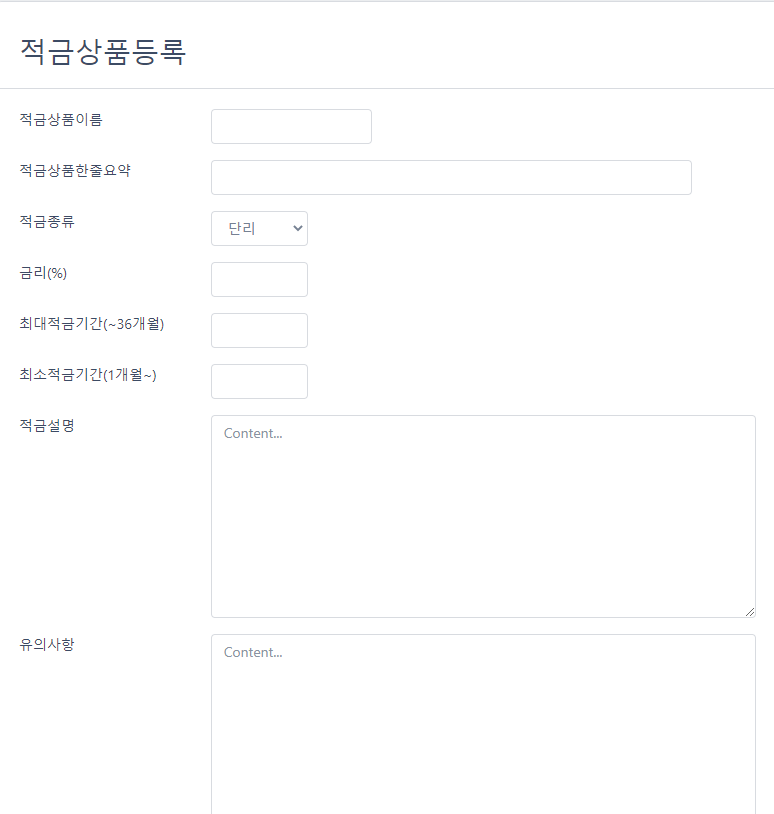 적금상품등록
적금상품이름
적금상품한줄요약
적금종류
단리
금리(%)
최대적금기간(~36개월)
최소적금기간(1개월~)
적금설명
Content...
유의사항
Content...